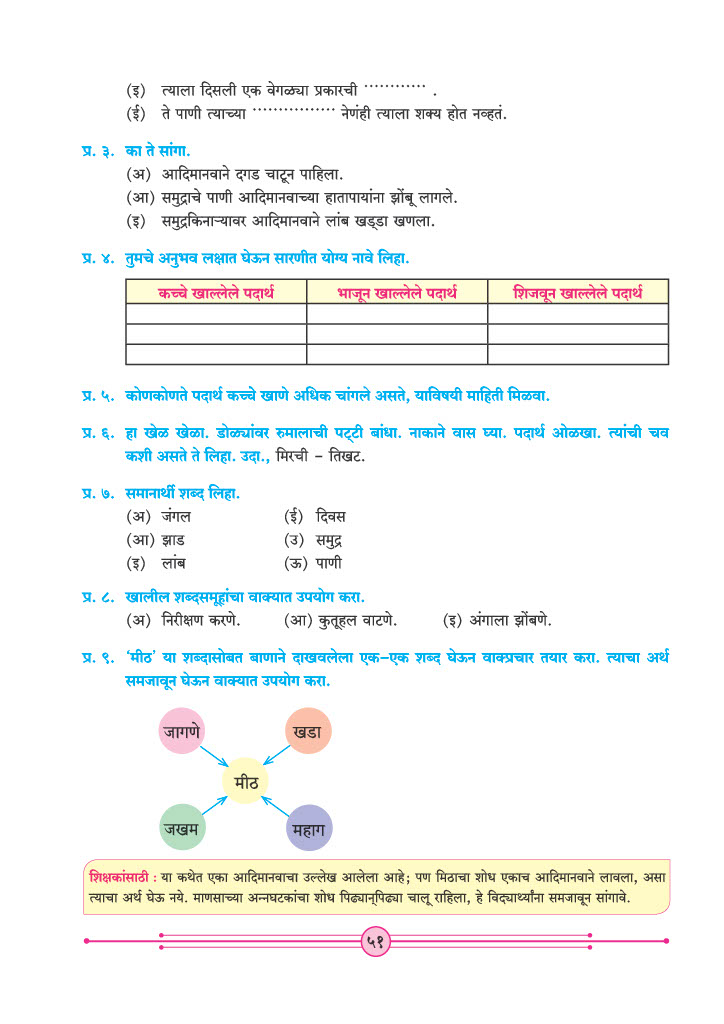 (इ) त्याला दिसली एक वेगळ्या प्रकारची ············ .
(ई) ते पाणी त्याच्या ················ नेणंही त्याला शक्य होत नव्हतं.
प्र. ३. का ते सांगा.
(अ) आदिमानवाने दगड चाटून पाहिला.
(आ) समुद्राचे पाणी आदिमानवाच्या हातापायांना झोंबू लागले.
(इ) समुद्रकिनाऱ्यावर आदिमानवाने लांब खड्डा खणला.
प्र. ४. तुमचे अनुभव लक्षात घेऊन सारणीत योग्य नावे लिहा.
कच्चे खाल्लेले पदार्थ भाजून खाल्लेले पदार्थ शिजवून खाल्लेले पदार्थ
प्र. ५. कोणकोणते पदार्थ कच्चे खाणे अधिक चांगले असते, याविषयी माहिती मिळवा.
प्र. ६. हा खेळ खेळा. डोळ्यांवर रुमालाची पट्टी बांधा. नाकाने वास घ्या. पदार्थ ओळखा. त्यांची चव
कशी असते ते लिहा. उदा., मिरची – तिखट.
प्र. ७. समानार्थी शब्द लिहा.
(अ) जंगल (ई) दिवस
(आ) झाड (उ) समुद्र
(इ) लांब (ऊ) पाणी
प्र. ८. खालील शब्दसमूहांचा वाक्यात उपयोग करा.
(अ) निरीक्षण करणे. (आ) कुतूहल वाटणे. (इ) अंगाला झोंबणे.
प्र. ९. ‘मीठ’ या शब्दासोबत बाणाने दाखवलेला एक–एक शब्द घेऊन वाक्प्रचार तयार करा. त्याचा अर्थ
समजावून घेऊन वाक्यात उपयोग करा.
जागणे खडा
मीठ
जखम महाग
शिक्षकांसाठी : या कथेत एका आदिमानवाचा उल्लेख आलेला आहे; पण मिठाचा शोध एकाच आदिमानवाने लावला, असा
त्याचा अर्थ घेऊ नये. माणसाच्या अन्नघटकांचा शोध पिढ्यान्‌पिढ्या चालू राहिला, हे विद्यार्थ्यांना समजावून सांगावे.
५१